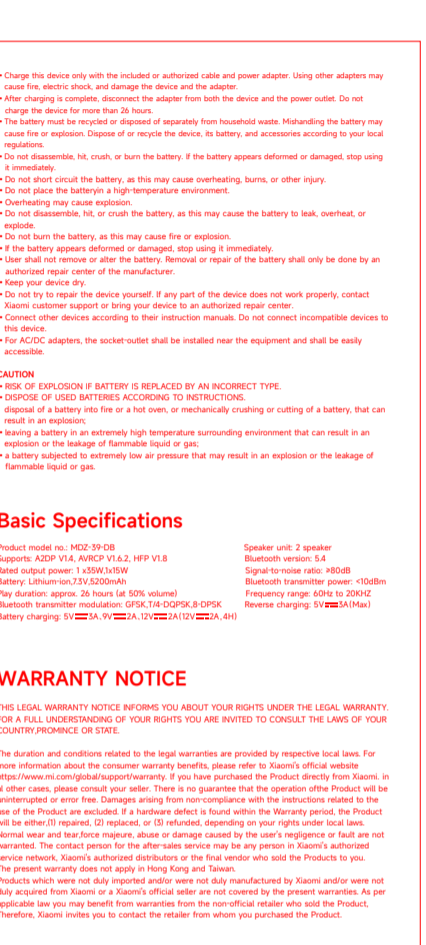 • Charge this device only with the included or authorized cable and power adapter. Using other adapters may
cause fire, electric shock, and damage the device and the adapter.
• After charging is complete, disconnect the adapter from both the device and the power outlet. Do not
charge the device for more than 26 hours.
• The battery must be recycled or disposed of separately from household waste. Mishandling the battery may
cause fire or explosion. Dispose of or recycle the device, its battery, and accessories according to your local
regulations.
• Do not disassemble, hit, crush, or burn the battery. If the battery appears deformed or damaged, stop using
it immediately.
• Do not short circuit the battery, as this may cause overheating, burns, or other injury.
• Do not place the batteryin a high-temperature environment.
• Overheating may cause explosion.
• Do not disassemble, hit, or crush the battery, as this may cause the battery to leak, overheat, or
explode.
• Do not burn the battery, as this may cause fire or explosion.
• If the battery appears deformed or damaged, stop using it immediately.
• User shall not remove or alter the battery. Removal or repair of the battery shall only be done by an
authorized repair center of the manufacturer.
• Keep your device dry.
• Do not try to repair the device yourself. If any part of the device does not work properly, contact
Xiaomi customer support or bring your device to an authorized repair center.
• Connect other devices according to their instruction manuals. Do not connect incompatible devices to
this device.
• For AC/DC adapters, the socket-outlet shall be installed near the equipment and shall be easily
accessible.
CAUTION
• RISK OF EXPLOSION IF BATTERY IS REPLACED BY AN INCORRECT TYPE.
• DISPOSE OF USED BATTERIES ACCORDING TO INSTRUCTIONS.
disposal of a battery into fire or a hot oven, or mechanically crushing or cutting of a battery, that can
result in an explosion;
• leaving a battery in an extremely high temperature surrounding environment that can result in an
explosion or the leakage of flammable liquid or gas;
• a battery subjected to extremely low air pressure that may result in an explosion or the leakage of
flammable liquid or gas.
Basic Specifications
Product model no.: MDZ-39-DB
Supports: A2DP V1.4, AVRCP V1.6.2, HFP V1.8
Rated output power: 1 x35W,1x15W
Battery: Lithium-ion,7.3V,5200mAh
Play duration: approx. 26 hours (at 50% volume)
Bluetooth transmitter modulation: GFSK,T/4-DQPSK,8-DPSK
Battery charging: 5V⎓3A,9V⎓2A,12V⎓2A(12V⎓2A,4H)
Speaker unit: 2 speaker
Bluetooth version: 5.4
Signal-to-noise ratio: ≥80dB
Bluetooth transmitter power: <10dBm
Frequency range: 60Hz to 20KHZ
Reverse charging: 5V⎓3A(Max)
WARRANTY NOTICE
THIS LEGAL WARRANTY NOTICE INFORMS YOU ABOUT YOUR RIGHTS UNDER THE LEGAL WARRANTY.
FOR A FULL UNDERSTANDING OF YOUR RIGHTS YOU ARE INVITED TO CONSULT THE LAWS OF YOUR
COUNTRY,PROMINCE OR STATE.
The duration and conditions related to the legal warranties are provided by respective local laws. For
more information about the consumer warranty benefits, please refer to Xiaomi's official website
https://www.mi.com/global/support/warranty. If you have purchased the Product directly from Xiaomi. in
al other cases, please consult your seller. There is no guarantee that the operation ofthe Product will be
uninterrupted or error free. Damages arising from non-compliance with the instructions related to the
use of the Product are excluded. If a hardware defect is found within the Warranty period, the Product
will be either,(1) repaired, (2) replaced, or (3) refunded, depending on your rights under local laws.
Normal wear and tear,force majeure, abuse or damage caused by the user's negligence or fault are not
warranted. The contact person for the after-sales service may be any person in Xiaomi's authorized
service network, Xiaomi's authorized distributors or the final vendor who sold the Products to you.
The present warranty does not apply in Hong Kong and Taiwan.
Products which were not duly imported and/or were not duly manufactured by Xiaomi and/or were not
duly acquired from Xiaomi or a Xiaomi's official seller are not covered by the present warranties. As per
applicable law you may benefit from warranties from the non-official retailer who sold the Product,
Therefore, Xiaomi invites you to contact the retailer from whom you purchased the Product.